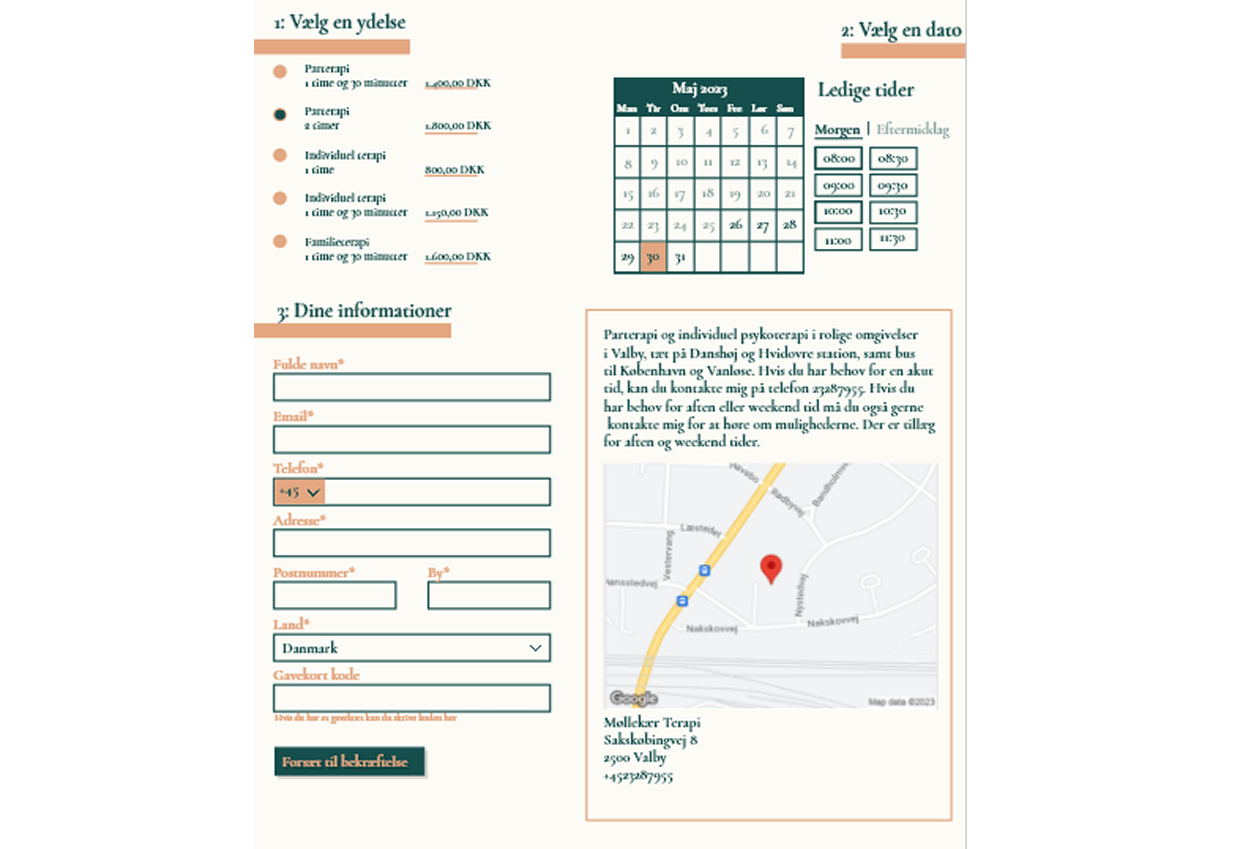 1: Vælg en ydelse
Parterapi
1 time og 30 minutter 1.400,00 DKK
Parterapi
2 timer 1.800,00 DKK
Individuel terapi
1 time 800,00 DKK
Individuel terapi
1 time og 30 minutter 1.150,00 DKK
Familieterapi
1 time og 30 minutter 1.600,00 DKK
2: Vælg en dato
Maj 2023
Man Tir Ons Tors Fre Lør Søn
1 2 3 4 5 6 7
8 9 10 11 12 13 14
15 16 17 18 19 20 21
22 23 24 25 26 27 28
29 30 31
Ledige tider
Morgen | Eftermiddag
08:00 08:30
09:00 09:30
10:00 10:30
11:00 11:30
3: Dine informationer
Fulde navn*
Email*
Telefon*
+45
Adresse*
Postnummer* By*
Land*
Danmark
Gavekort kode
Hvis du har et gavekort kan du skrive koden her
Forsæt til bekræftelse
Parterapi og individuel psykoterapi i rolige omgivelser
i Valby, tæt på Danshøj og Hvidovre station, samt bus
til København og Vanløse. Hvis du har behov for en akut
tid, kan du kontakte mig på telefon 23287955. Hvis du
har behov for aften eller weekend tid må du også gerne
kontakte mig for at høre om mulighederne. Der er tillæg
for aften og weekend tider.
Rødbyvej
Læstedet
Vestervang
Nystedvej
Nakskovvej
Nakskovvej
Google
Map data ©2023
Møllekær Terapi
Sakskøbingvej 8
2500 Valby
+4523287955